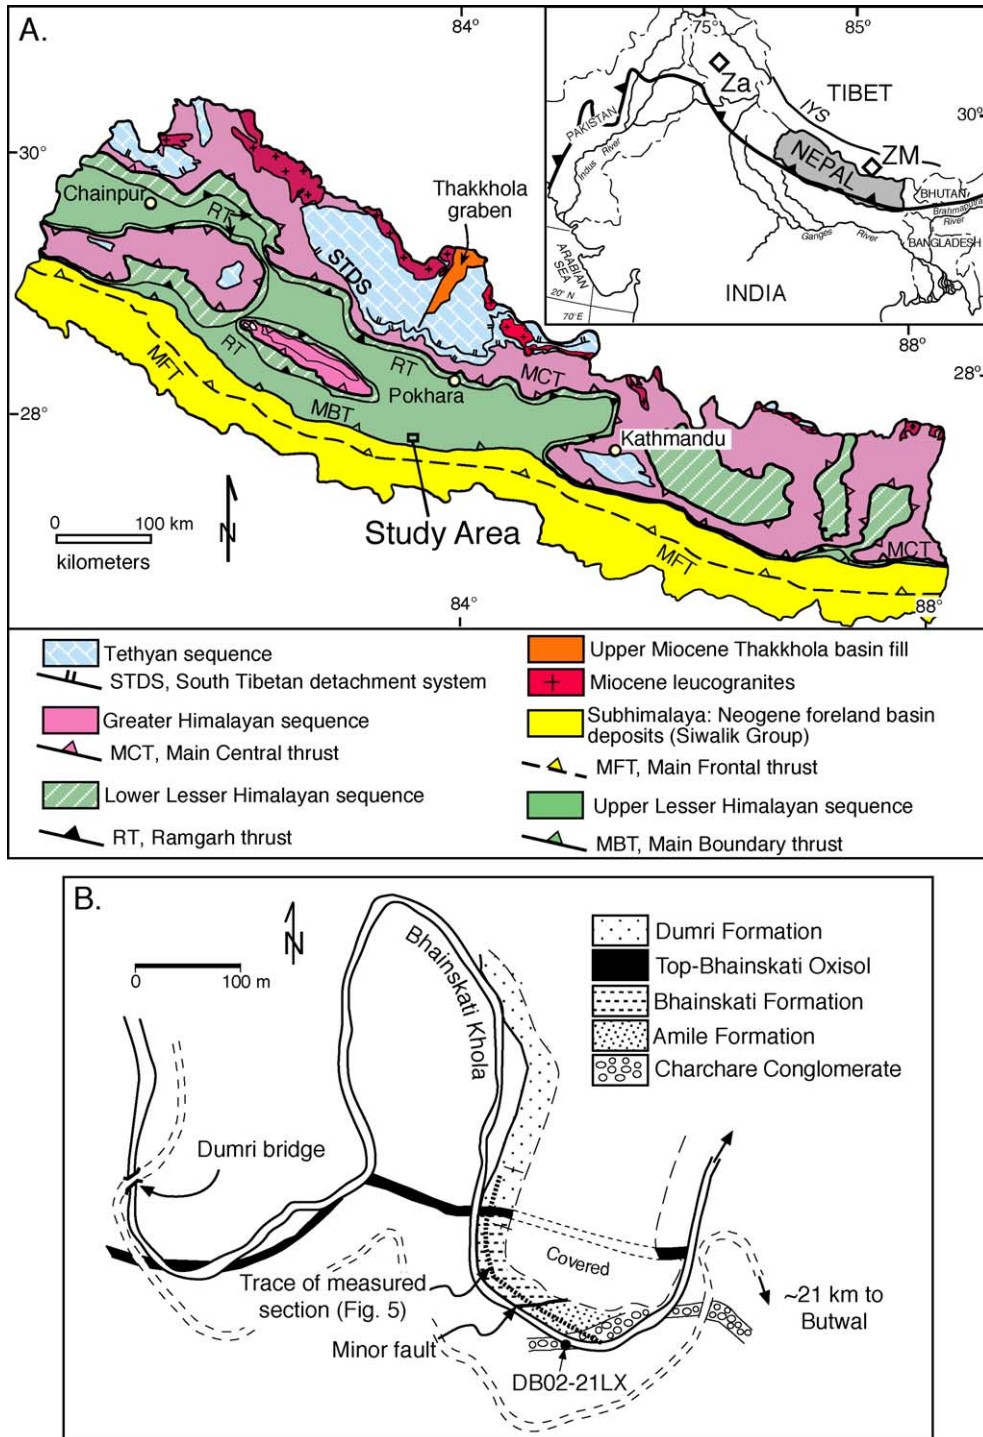 A.
84°
30°
Chainpur
RT
Thakkhola
graben
STDS
RT
MFT
RT
MCT
Pokhara
MBT
28°
Kathmandu
88°
28°
0 100 km
kilometers
N
Study Area
MFT
MCT
84°
88°
75°
85°
Za
TIBET
IYS
30°
PAKISTAN
Indus River
NEPAL
ZM
BHUTAN
Brahmaputra
River
BANGLADESH
Ganges River
ARABIAN
SEA
20° N
70° E
INDIA
Tethyan sequence
STDS, South Tibetan detachment system
Greater Himalayan sequence
MCT, Main Central thrust
Lower Lesser Himalayan sequence
RT, Ramgarh thrust
Upper Miocene Thakkhola basin fill
Miocene leucogranites
Subhimalaya: Neogene foreland basin
deposits (Siwalik Group)
MFT, Main Frontal thrust
Upper Lesser Himalayan sequence
MBT, Main Boundary thrust
B.
N
0 100 m
Bhainskati Khola
Dumri Formation
Top-Bhainskati Oxisol
Bhainskati Formation
Amile Formation
Charchare Conglomerate
Dumri bridge
Covered
Trace of measured
section (Fig. 5)
Minor fault
~21 km to
Butwal
DB02-21LX